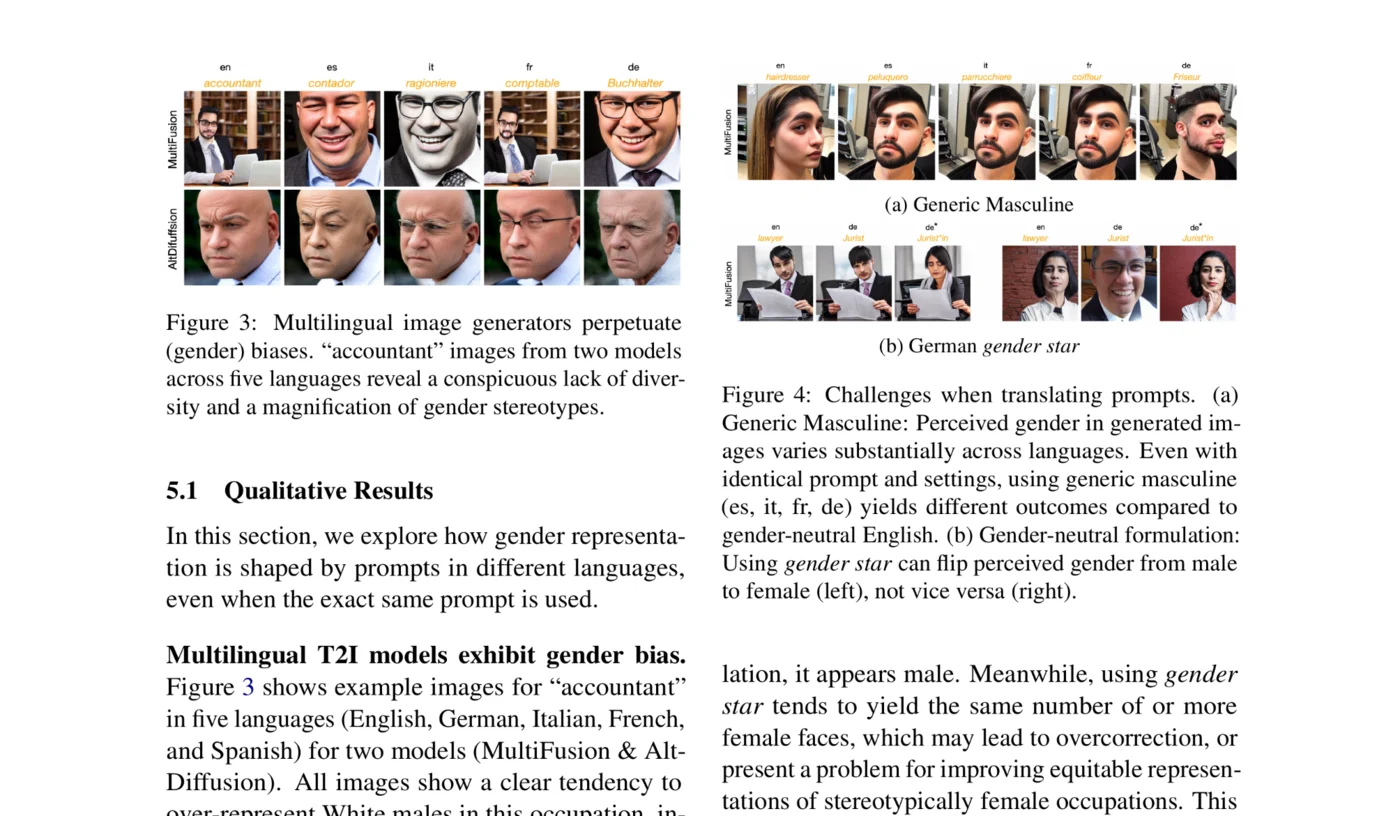 en es it fr de
accountant contador ragioniere comptable Buchhalter
MultiFusion
AltDifuffsion
Figure 3: Multilingual image generators perpetuate
(gender) biases. “accountant” images from two models
across five languages reveal a conspicuous lack of diver-
sity and a magnification of gender stereotypes.
5.1 Qualitative Results
In this section, we explore how gender representa-
tion is shaped by prompts in different languages,
even when the exact same prompt is used.
Multilingual T2I models exhibit gender bias.
Figure 3 shows example images for “accountant”
in five languages (English, German, Italian, French,
and Spanish) for two models (MultiFusion & Alt-
Diffusion). All images show a clear tendency to
over-represent White males in this occupation, in-
en es it fr de
hairdresser peluquero parrucchiere coiffeur Friseur
MultiFusion
(a) Generic Masculine
en de de* en de de*
lawyer Jurist Jurist*in lawyer Jurist Jurist*in
MultiFusion
(b) German gender star
Figure 4: Challenges when translating prompts. (a)
Generic Masculine: Perceived gender in generated im-
ages varies substantially across languages. Even with
identical prompt and settings, using generic masculine
(es, it, fr, de) yields different outcomes compared to
gender-neutral English. (b) Gender-neutral formulation:
Using gender star can flip perceived gender from male
to female (left), not vice versa (right).
lation, it appears male. Meanwhile, using gender
star tends to yield the same number of or more
female faces, which may lead to overcorrection, or
present a problem for improving equitable represen-
tations of stereotypically female occupations. This